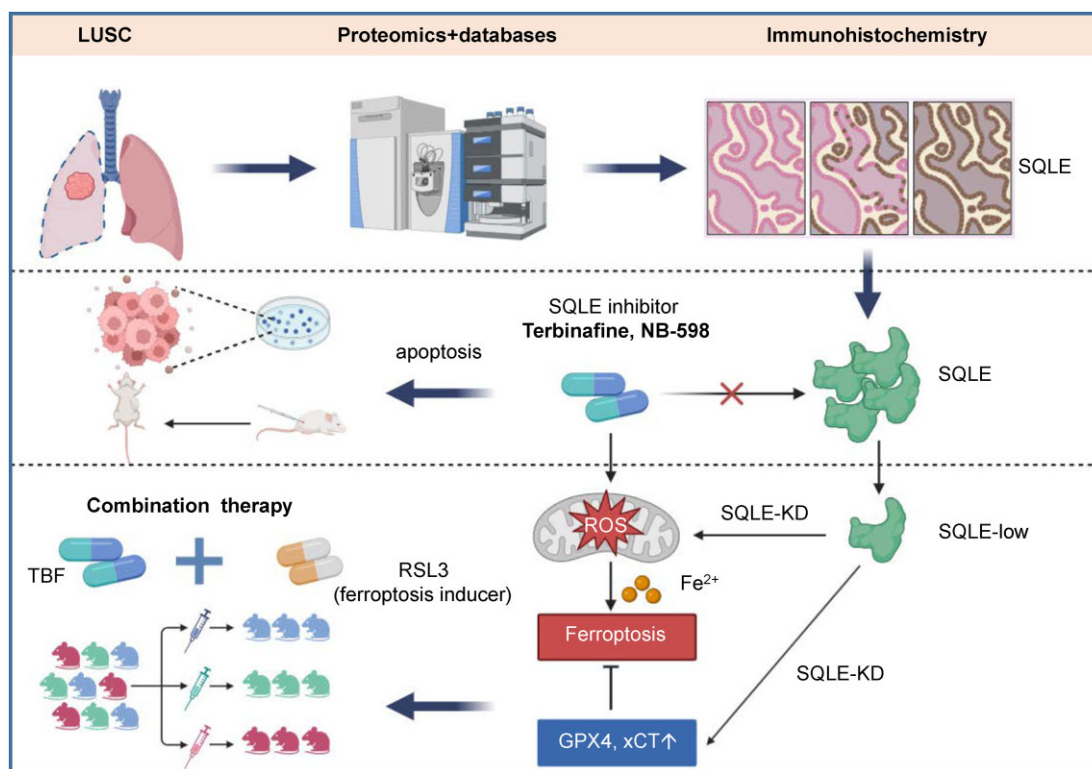 LUSC
Proteomics+databases
Immunohistochemistry
SQLE
SQLE inhibitor
Terbinafine, NB-598
apoptosis
SQLE
Combination therapy
TBF
RSL3
(ferroptosis inducer)
ROS
SQLE-KD
SQLE-low
Fe²⁺
Ferroptosis
SQLE-KD
GPX4, xCT↑